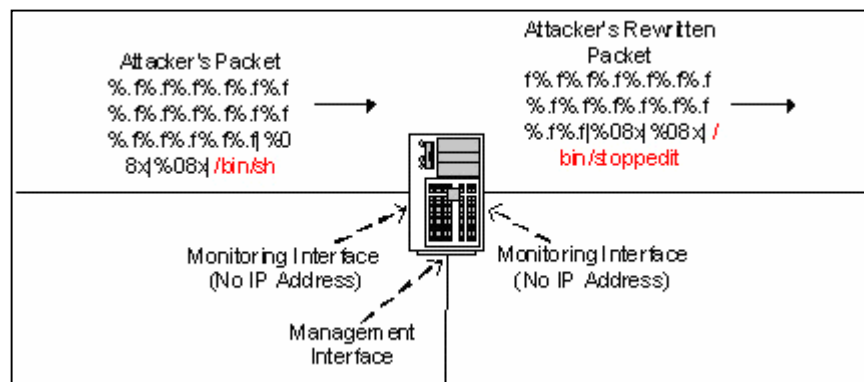 Attacker's Packet
%.f%.f%.f%.f%.f%.f
%.f%.f%.f%.f%.f%.f
%.f%.f%.f%.f%.f|%0
8x|%08x|/bin/sh
Attacker's Rewritten
Packet
f%.f%.f%.f%.f%.f%.f
%.f%.f%.f%.f%.f%.f
%.f%.f|%08x|%08x|/
bin/stoppedit
Monitoring Interface
(No IP Address)
Monitoring Interface
(No IP Address)
Management
Interface